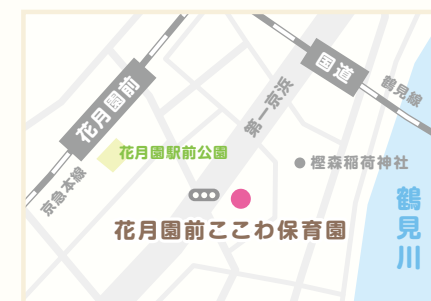 国道
鶴見線
花月園前
第一京浜
花月園駅前公園
樫森稲荷神社
京急本線
鶴見川
花月園前ここわ保育園